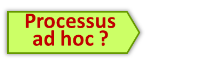 Processus
ad hoc ?